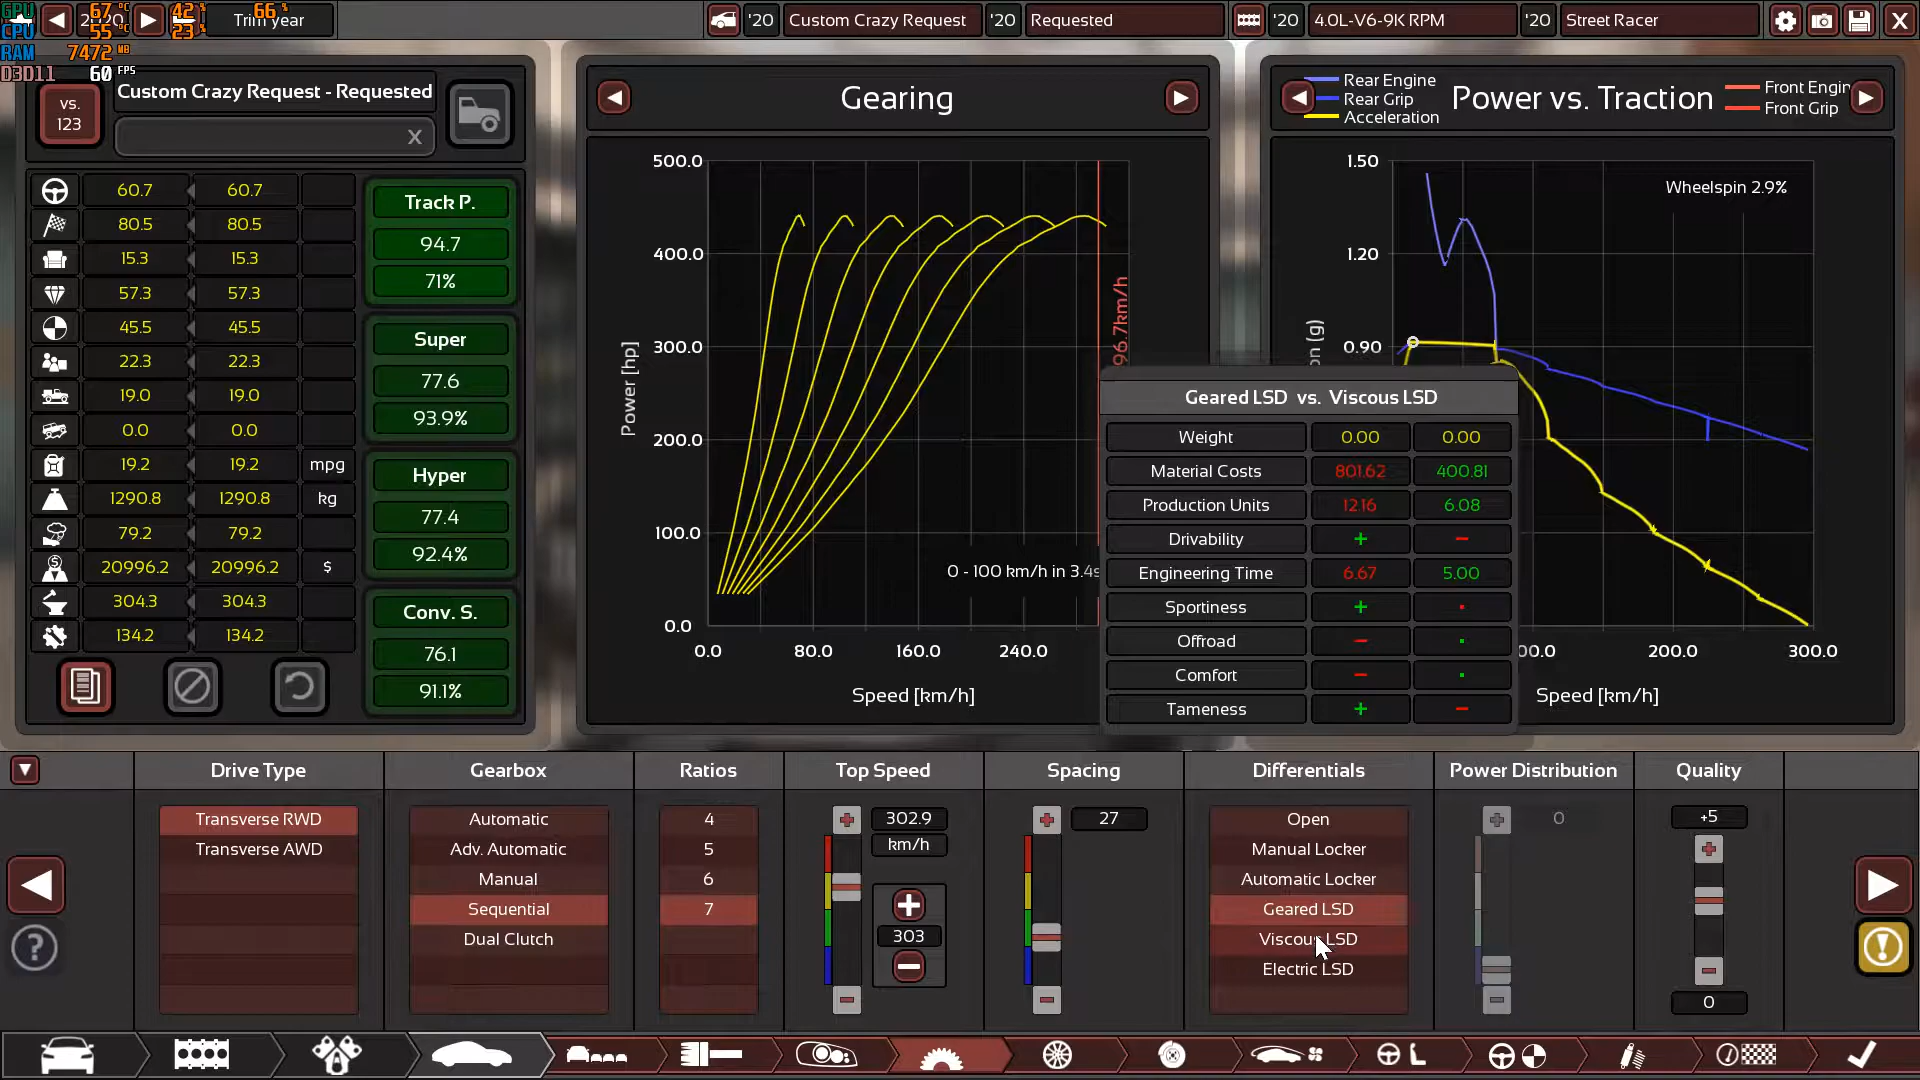 GPU 67 °C 42 % 66 %
CPU 55 °C 23 %
RAM 7472 MB
D3D11 60 FPS
Trim year
'20 Custom Crazy Request '20 Requested
'20 4.0L-V6-9K RPM '20 Street Racer
X
vs.
123
Custom Crazy Request - Requested
X
60.7 60.7
80.5 80.5
15.3 15.3
57.3 57.3
45.5 45.5
22.3 22.3
19.0 19.0
0.0 0.0
19.2 19.2 mpg
1290.8 1290.8 kg
79.2 79.2
20996.2 20996.2 $
304.3 304.3
134.2 134.2
Track P.
94.7
71%
Super
77.6
93.9%
Hyper
77.4
92.4%
Conv. S.
76.1
91.1%
Gearing
500.0
400.0
300.0
200.0
100.0
0.0
Power [hp]
96.7km/h
0 - 100 km/h in 3.4s
0.0 80.0 160.0 240.0
Speed [km/h]
Rear Engine
Rear Grip
Acceleration
Power vs. Traction
Front Engin
Front Grip
1.50
1.20
0.90
on (g)
Wheelspin 2.9%
00.0 200.0 300.0
Speed [km/h]
Geared LSD vs. Viscous LSD
Weight 0.00 0.00
Material Costs 801.62 400.81
Production Units 12.16 6.08
Drivability + −
Engineering Time 6.67 5.00
Sportiness +
Offroad −
Comfort −
Tameness + −
Drive Type
Transverse RWD
Transverse AWD
Gearbox
Automatic
Adv. Automatic
Manual
Sequential
Dual Clutch
Ratios
4
5
6
7
Top Speed
302.9
km/h
303
Spacing
27
Differentials
Open
Manual Locker
Automatic Locker
Geared LSD
Viscous LSD
Electric LSD
Power Distribution
0
Quality
+5
0
?